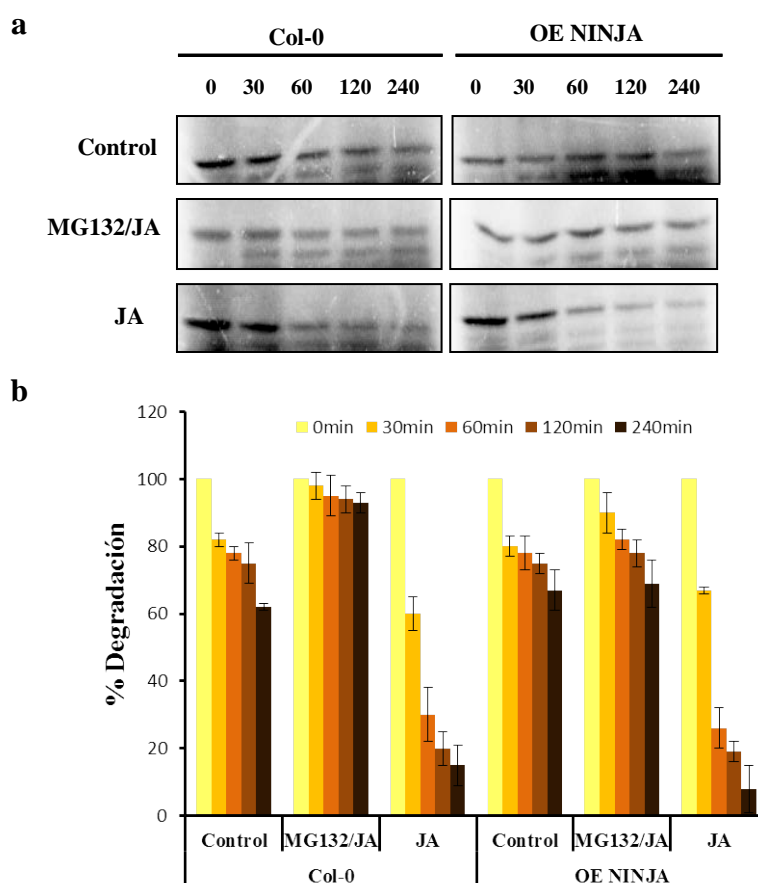 a
Col-0 OE NINJA
0 30 60 120 240 0 30 60 120 240
Control
MG132/JA
JA
b
120
0min 30min 60min 120min 240min
100
80
60
40
20
0
% Degradación
Control MG132/JA JA Control MG132/JA JA
Col-0 OE NINJA